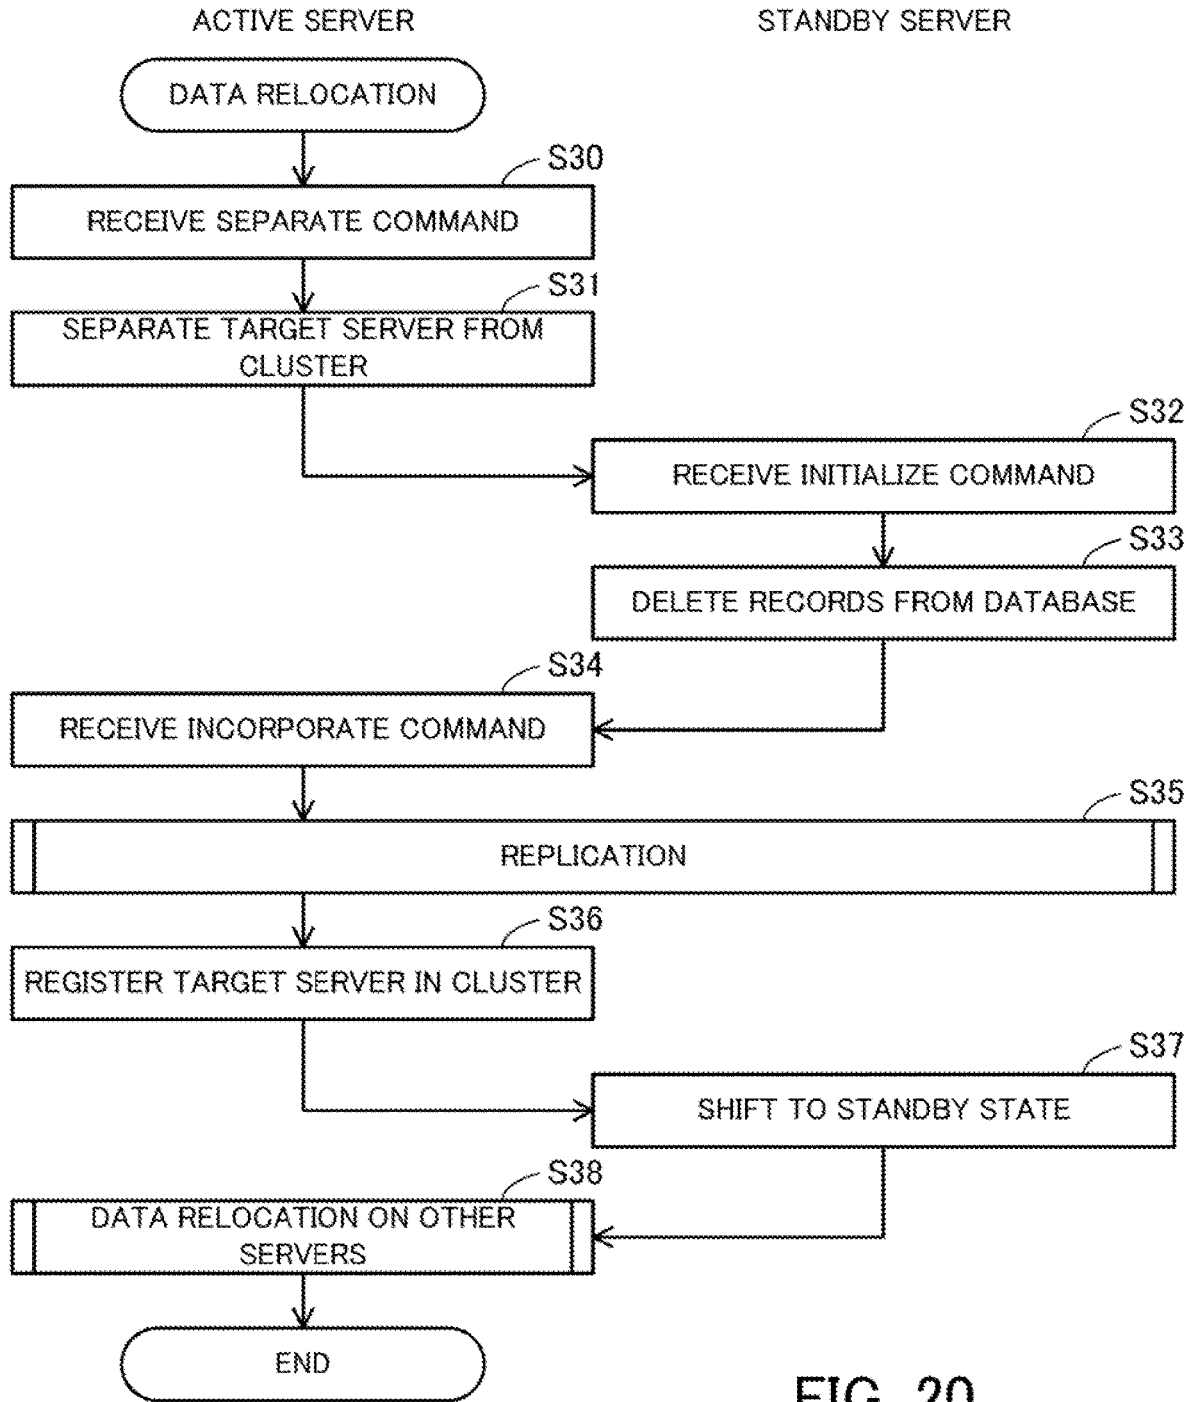 ACTIVE SERVER
STANDBY SERVER
DATA RELOCATION
S30
RECEIVE SEPARATE COMMAND
S31
SEPARATE TARGET SERVER FROM
CLUSTER
S32
RECEIVE INITIALIZE COMMAND
S33
DELETE RECORDS FROM DATABASE
S34
RECEIVE INCORPORATE COMMAND
S35
REPLICATION
S36
REGISTER TARGET SERVER IN CLUSTER
S37
SHIFT TO STANDBY STATE
S38
DATA RELOCATION ON OTHER
SERVERS
END
FIG. 20